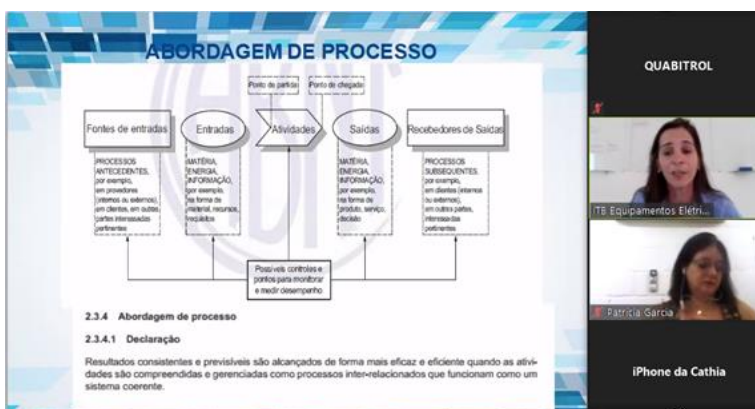 ABORDAGEM DE PROCESSO
Ponto de partida
Ponto de chegada
Fontes de entradas
Entradas
Atividades
Saídas
Recebedores de Saídas
PROCESSOS
ANTECEDENTES,
por exemplo,
em provedores
(internos ou externos),
em clientes, em outras
partes interessadas
pertinentes
MATÉRIA,
ENERGIA,
INFORMAÇÃO,
por exemplo,
na forma de
material, recursos,
requisitos
MATÉRIA,
ENERGIA,
INFORMAÇÃO,
por exemplo,
na forma de
produto, serviço,
decisão
PROCESSOS
SUBSEQUENTES,
por exemplo,
em clientes (internos
ou externos),
em outras partes,
interessadas
pertinentes
Possíveis controles e
pontos para monitorar
e medir desempenho
2.3.4 Abordagem de processo
2.3.4.1 Declaração
Resultados consistentes e previsíveis são alcançados de forma mais eficaz e eficiente quando as ativi-
dades são compreendidas e gerenciadas como processos inter-relacionados que funcionam como um
sistema coerente.
QUABITROL
ITB Equipamentos Elétri...
Patricia Garcia
iPhone da Cathia